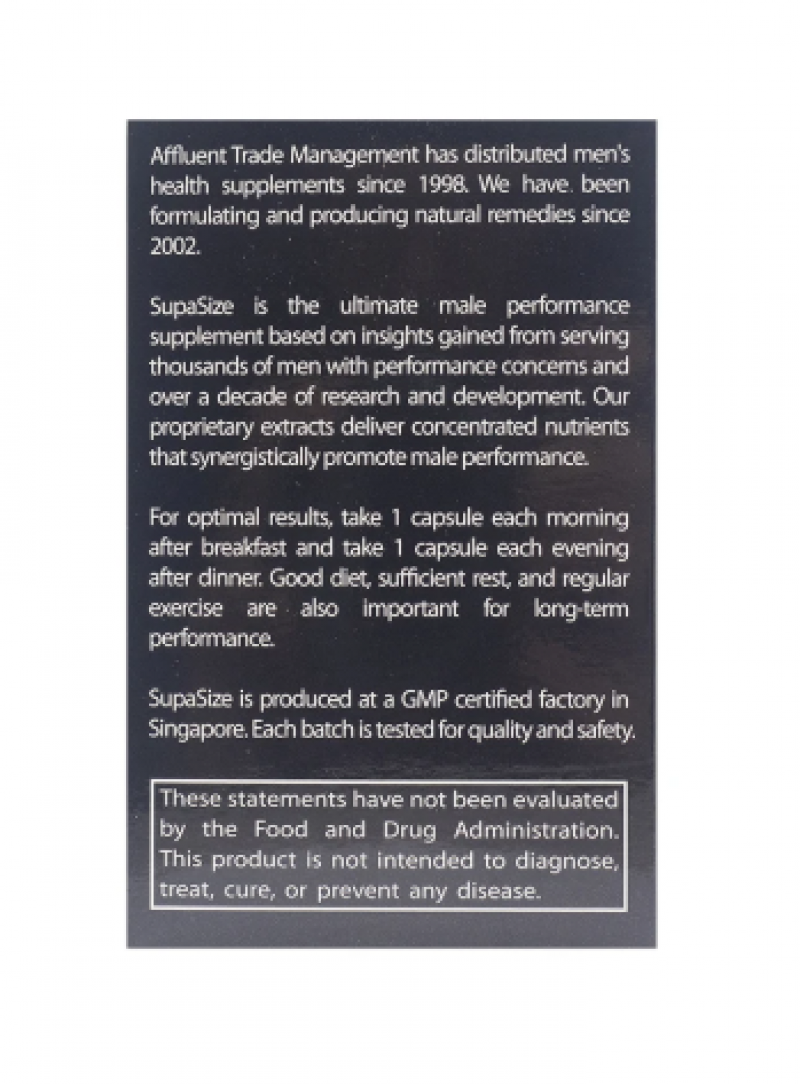 Affluent Trade Management has distributed men's
health supplements since 1998. We have been
formulating and producing natural remedies since
2002.
SupaSize is the ultimate male performance
supplement based on insights gained from serving
thousands of men with performance concerns and
over a decade of research and development. Our
proprietary extracts deliver concentrated nutrients
that synergistically promote male performance.
For optimal results, take 1 capsule each morning
after breakfast and take 1 capsule each evening
after dinner. Good diet, sufficient rest, and regular
exercise are also important for long-term
performance.
SupaSize is produced at a GMP certified factory in
Singapore. Each batch is tested for quality and safety.
These statements have not been evaluated
by the Food and Drug Administration.
This product is not intended to diagnose,
treat, cure, or prevent any disease.